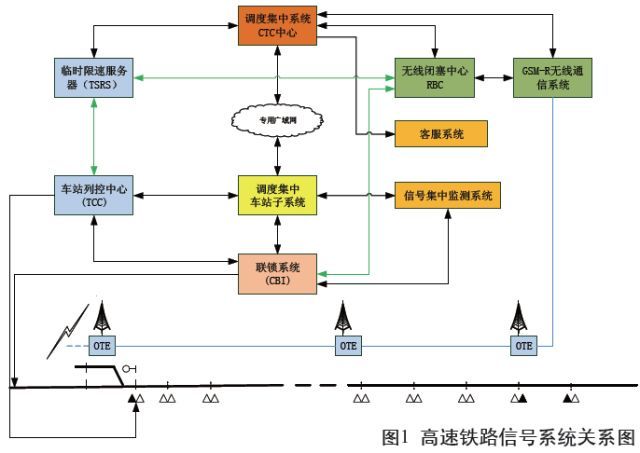 调度集中系统
CTC中心
临时限速服务
器（TSRS）
无线闭塞中心
RBC
GSM-R无线通
信系统
专用广域网
客服系统
车站列控中心
(TCC)
调度集中
车站子系统
信号集中监测系统
联锁系统
(CBI)
OTE
OTE
OTE
图1 高速铁路信号系统关系图